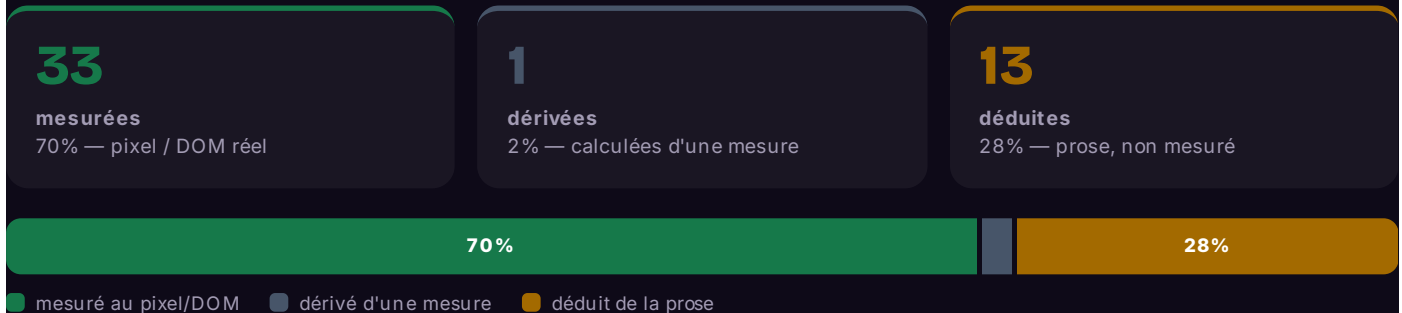 33
mesurées
70% — pixel / DOM réel
1
dérivées
2% — calculées d'une mesure
13
déduites
28% — prose, non mesuré
70%
28%
mesuré au pixel/DOM
dérivé d'une mesure
déduit de la prose